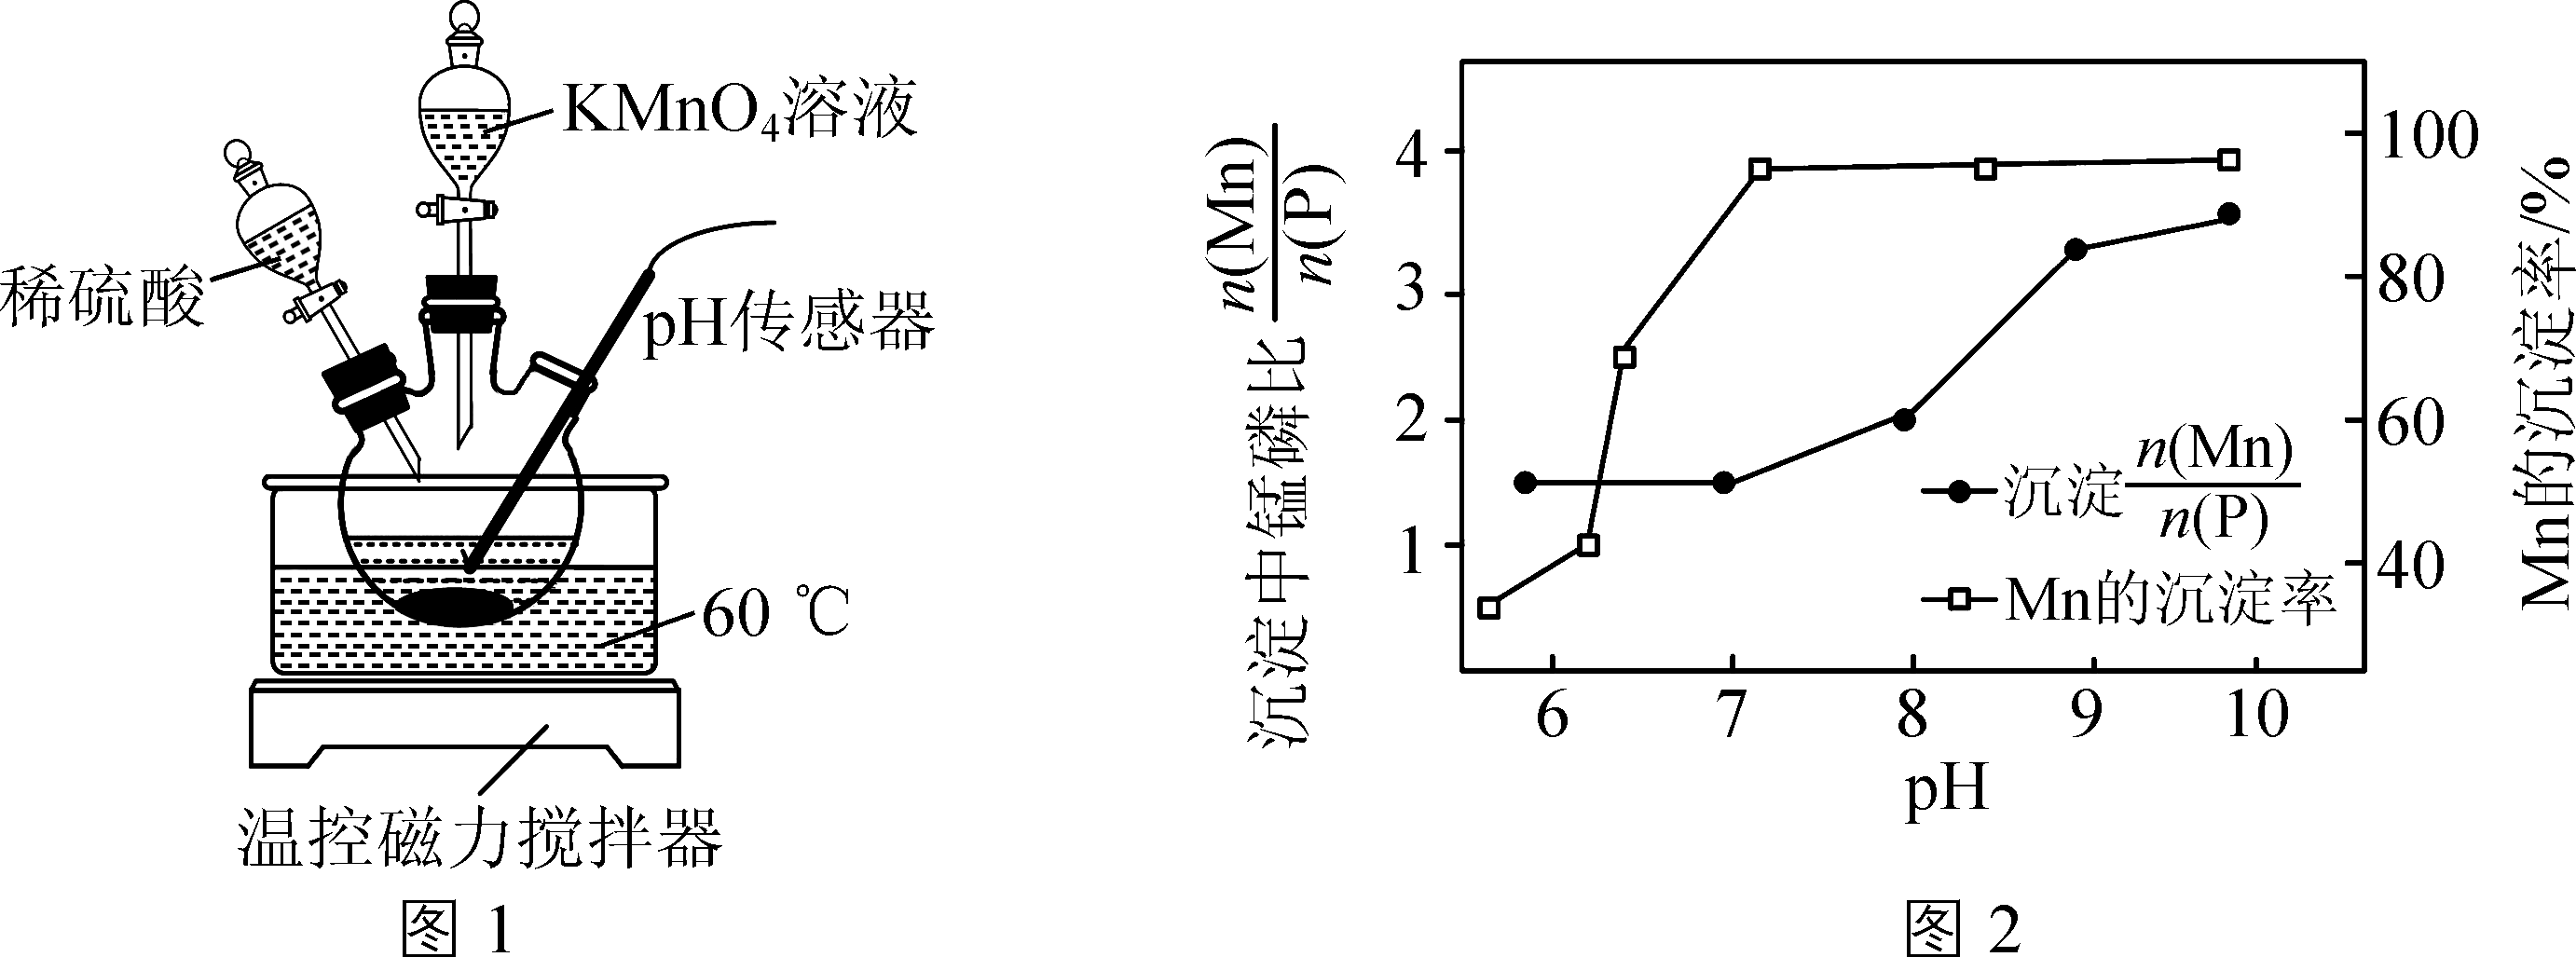 KMnO₄溶液
稀硫酸
pH传感器
60 ℃
温控磁力搅拌器
图 1
沉淀中锰磷比 n(Mn)/n(P)
4
3
2
1
100
80
60
40
Mn的沉淀率/%
沉淀 n(Mn)/n(P)
Mn的沉淀率
6 7 8 9 10
pH
图 2